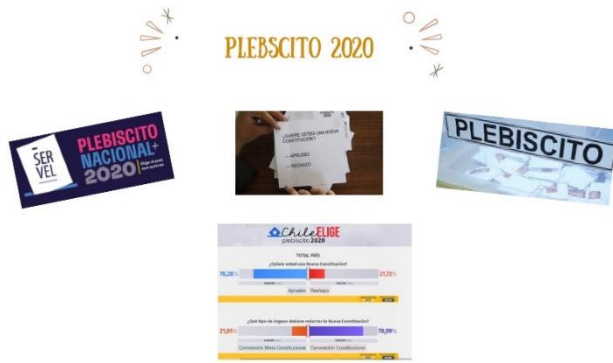 PLEBSCITO 2020
SER
VEL
PLEBISCITO
NACIONAL
2020
¿QUIERE USTED UNA NUEVA
CONSTITUCIÓN?
— APRUEBO
— RECHAZO
PLEBISCITO
Chile ELIGE
plebiscito 2020
TOTAL PAÍS
¿Quiere usted una Nueva Constitución?
78,28% 21,72%
Apruebo Rechazo
¿Qué tipo de órgano debiera redactar la Nueva Constitución?
21,01% 78,99%
Convención Mixta Constitucional Convención Constitucional